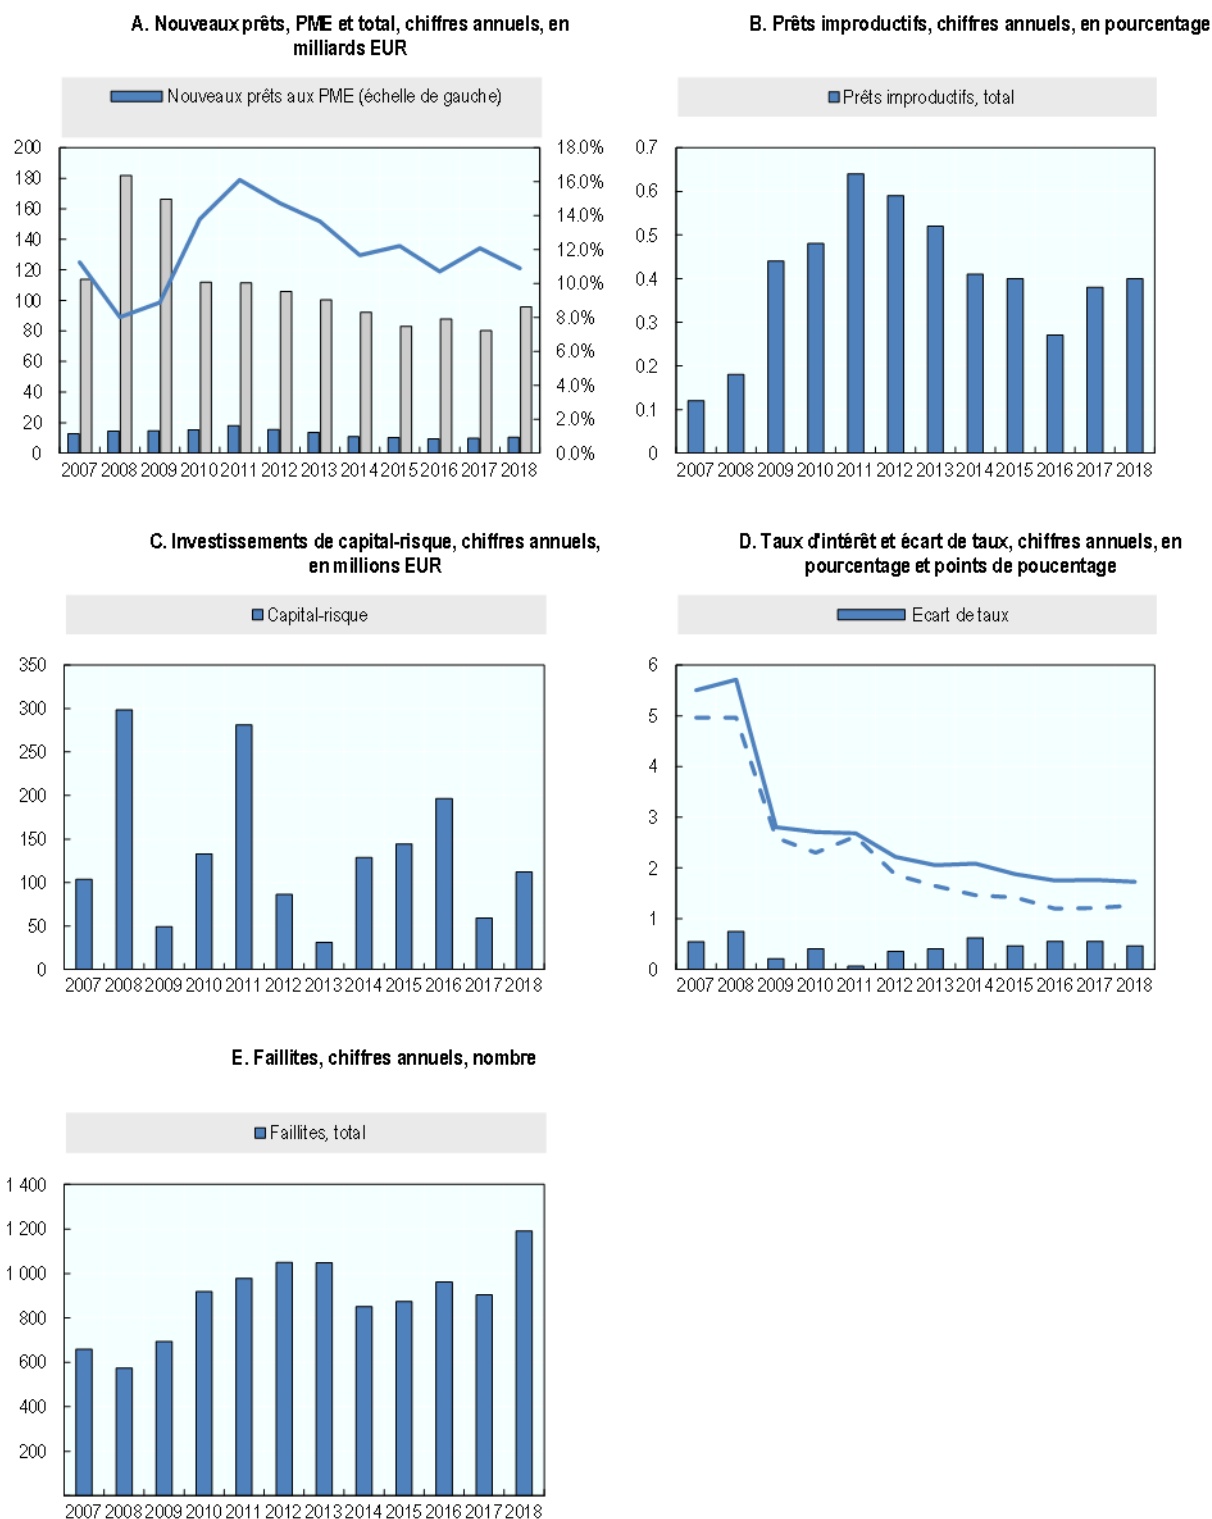 A. Nouveaux prêts, PME et total, chiffres annuels, en
milliards EUR
Nouveaux prêts aux PME (échelle de gauche)
200
180
160
140
120
100
80
60
40
20
0
18.0%
16.0%
14.0%
12.0%
10.0%
8.0%
6.0%
4.0%
2.0%
0.0%
2007 2008 2009 2010 2011 2012 2013 2014 2015 2016 2017 2018
B. Prêts improductifs, chiffres annuels, en pourcentage
Prêts improductifs, total
0.7
0.6
0.5
0.4
0.3
0.2
0.1
0
2007 2008 2009 2010 2011 2012 2013 2014 2015 2016 2017 2018
C. Investissements de capital-risque, chiffres annuels,
en millions EUR
Capital-risque
350
300
250
200
150
100
50
0
2007 2008 2009 2010 2011 2012 2013 2014 2015 2016 2017 2018
D. Taux d'intérêt et écart de taux, chiffres annuels, en
pourcentage et points de poucentage
Ecart de taux
6
5
4
3
2
1
0
2007 2008 2009 2010 2011 2012 2013 2014 2015 2016 2017 2018
E. Faillites, chiffres annuels, nombre
Faillites, total
1 400
1 200
1 000
800
600
400
200
2007 2008 2009 2010 2011 2012 2013 2014 2015 2016 2017 2018